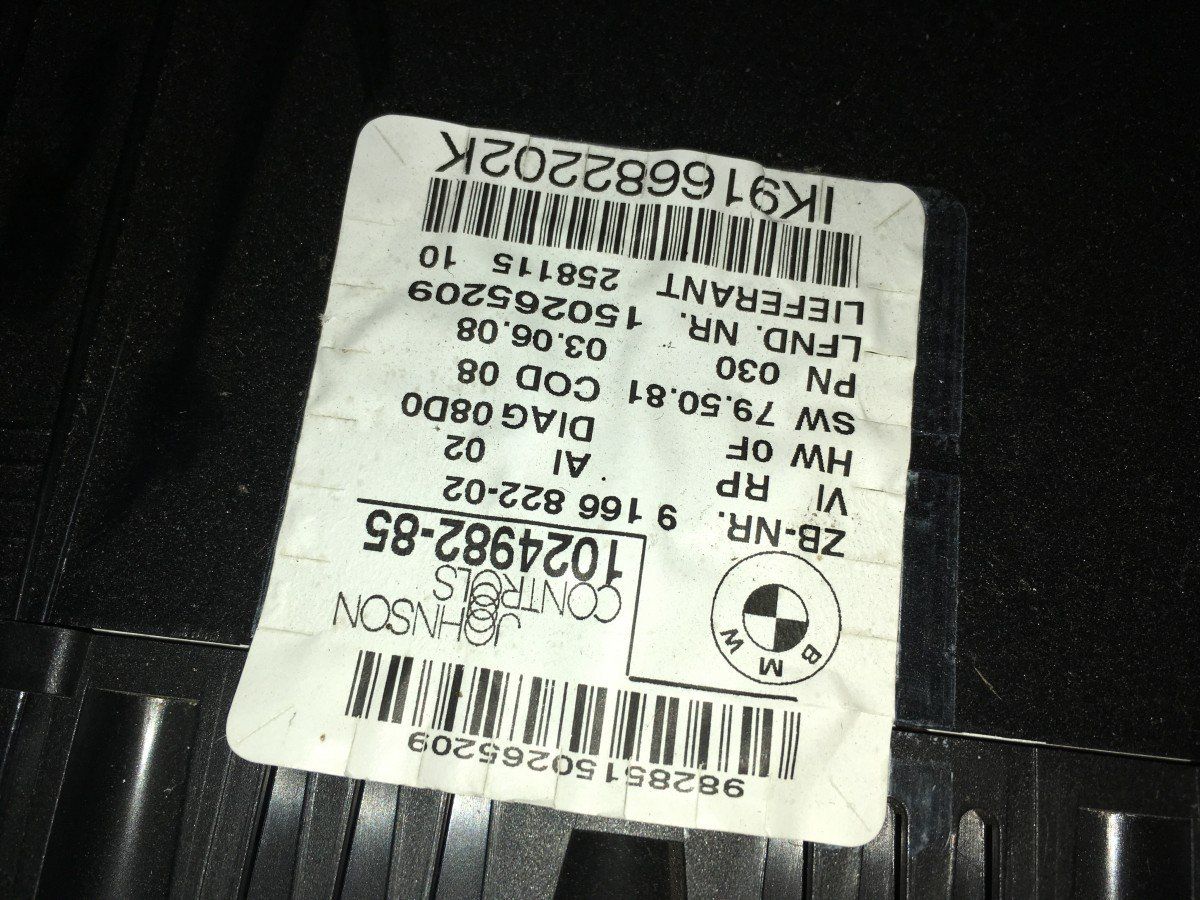 98285150265209
BMW
JOHNSON
CONTROLS
1024982-85
ZB-NR. 9 166 822-02
VI RP AI 02
HW 0F DIAG 08D0
SW 79.50.81 COD 08
PN 030 03.06.08
LFND. NR. 150265209
LIEFERANT 258115 10
IK916682202K